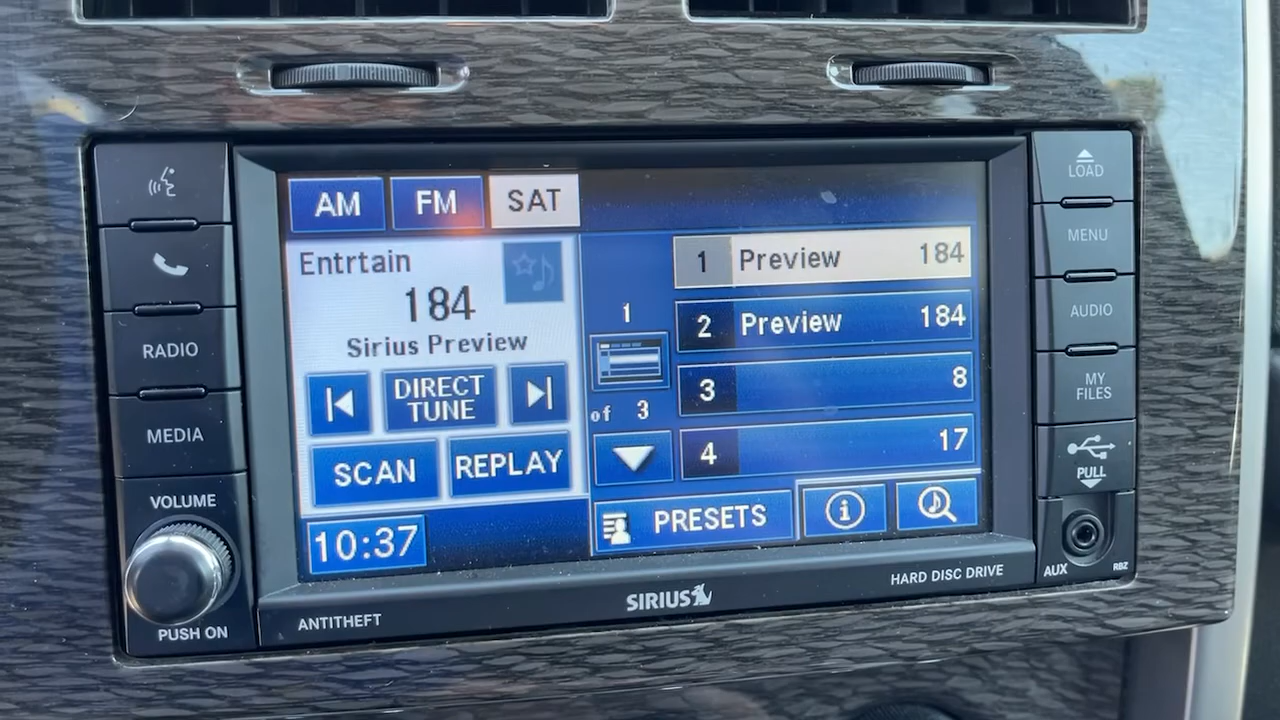 AM FM SAT
Entrtain
184
Sirius Preview
DIRECT
TUNE
SCAN REPLAY
10:37
1
of 3
1 Preview 184
2 Preview 184
3 8
4 17
PRESETS
RADIO
MEDIA
VOLUME
PUSH ON
LOAD
MENU
AUDIO
MY
FILES
PULL
AUX RBZ
ANTITHEFT
SIRIUS
HARD DISC DRIVE